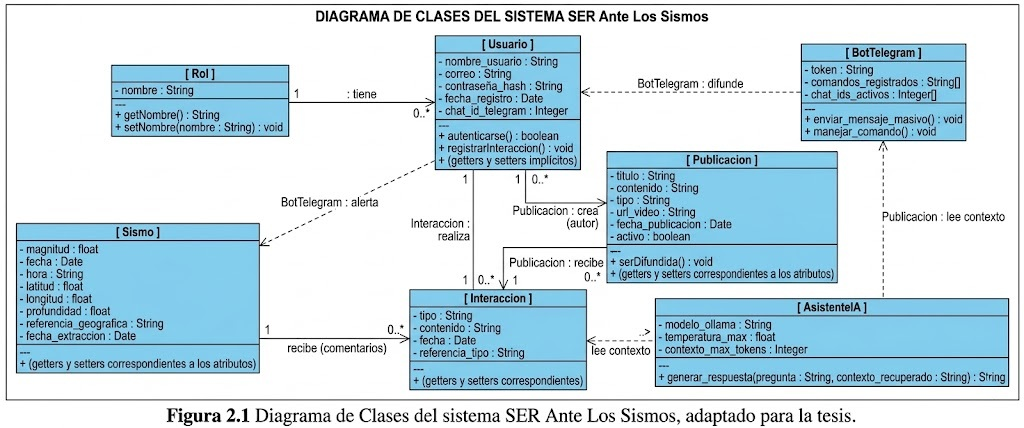 DIAGRAMA DE CLASES DEL SISTEMA SER Ante Los Sismos
[ Rol ]
- nombre : String
---
+ getNombre() : String
+ setNombre(nombre : String) : void
1
: tiene
0..*
[ Usuario ]
- nombre_usuario : String
- correo : String
- contraseña_hash : String
- fecha_registro : Date
- chat_id_telegram : Integer
---
+ autenticarse() : boolean
+ registrarInteraccion() : void
+ (getters y setters implícitos)
BotTelegram : difunde
[ BotTelegram ]
- token : String
- comandos_registrados : String[]
- chat_ids_activos : Integer[]
---
+ enviar_mensaje_masivo() : void
+ manejar_comando() : void
BotTelegram : alerta
1
1
0..*
Interaccion :
realiza
Publicacion : crea
(autor)
[ Publicacion ]
- titulo : String
- contenido : String
- tipo : String
- url_video : String
- fecha_publicacion : Date
- activo : boolean
---
+ serDifundida() : void
+ (getters y setters correspondientes a los atributos)
Publicacion : lee contexto
Publicacion : recibe
0..*
1
0..*
1
[ Sismo ]
- magnitud : float
- fecha : Date
- hora : String
- latitud : float
- longitud : float
- profundidad : float
- referencia_geografica : String
- fecha_extraccion : Date
---
+ (getters y setters correspondientes a los atributos)
1
0..*
recibe (comentarios)
[ Interaccion ]
- tipo : String
- contenido : String
- fecha : Date
- referencia_tipo : String
---
+ (getters y setters correspondientes)
lee contexto
[ AsistenteIA ]
- modelo_ollama : String
- temperatura_max : float
- contexto_max_tokens : Integer
---
+ generar_respuesta(pregunta : String, contexto_recuperado : String) : String
Figura 2.1 Diagrama de Clases del sistema SER Ante Los Sismos, adaptado para la tesis.